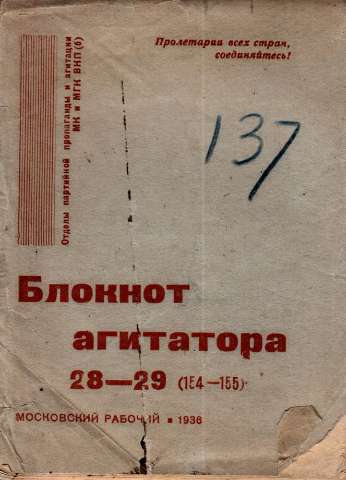 Пролетарии всех стран,
соединяйтесь!
Отделы партийной пропаганды и агитации
МК и МГК ВКП(б)
137
Блокнот
агитатора
28—29 (154—155)
МОСКОВСКИЙ РАБОЧИЙ ▪ 1936